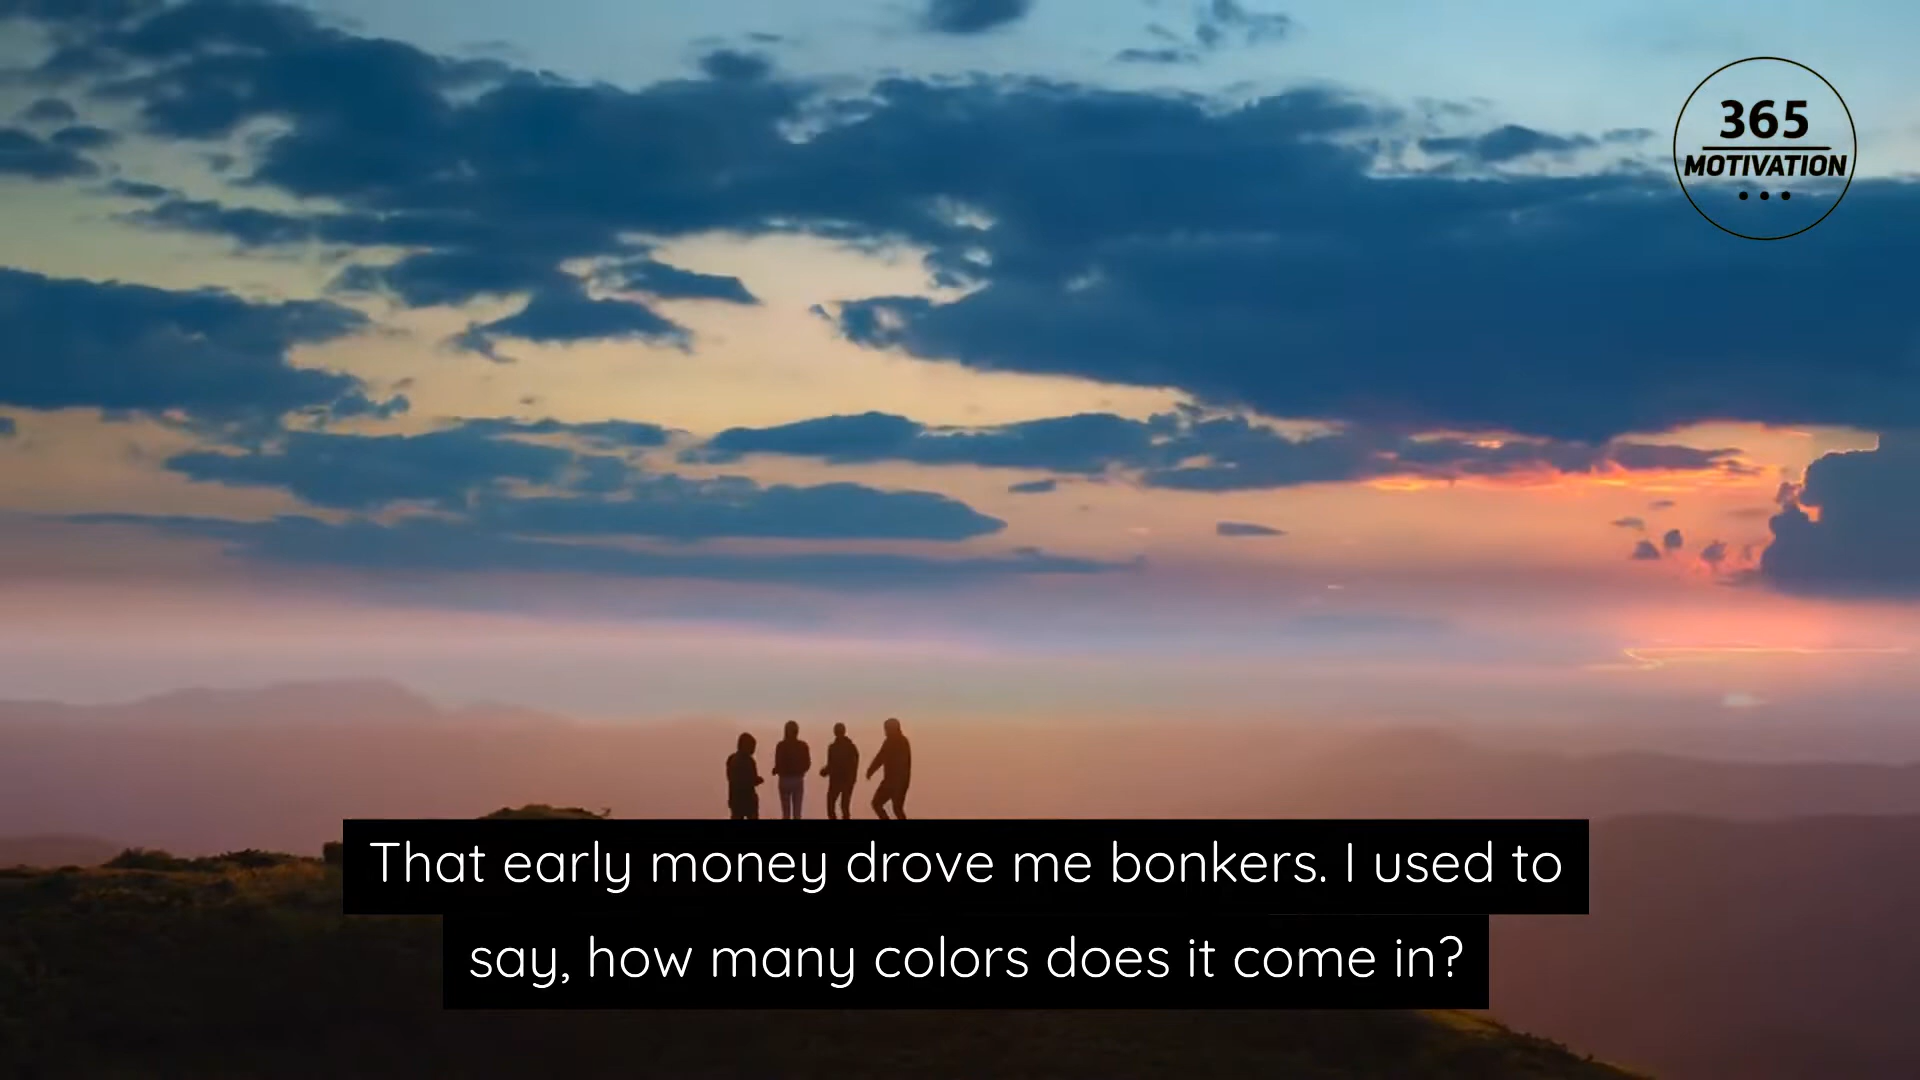 365
MOTIVATION
That early money drove me bonkers. I used to
say, how many colors does it come in?